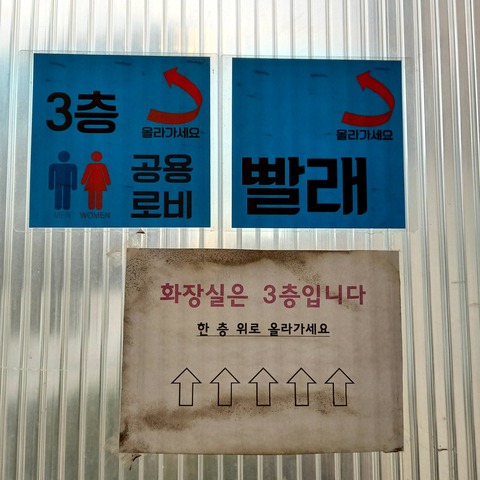 3층
올라가세요
MEN WOMEN
공용
로비
올라가세요
빨래
화장실은 3층입니다
한 층 위로 올라가세요